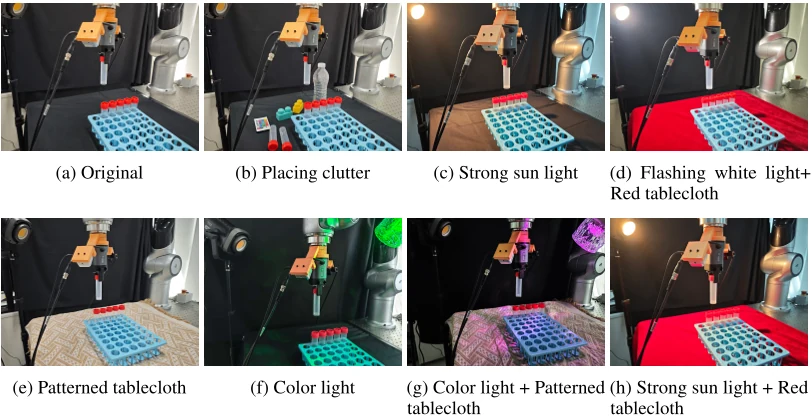 (a) Original
(b) Placing clutter
(c) Strong sun light
(d) Flashing white light+
Red tablecloth
(e) Patterned tablecloth
(f) Color light
(g) Color light + Patterned
tablecloth
(h) Strong sun light + Red
tablecloth